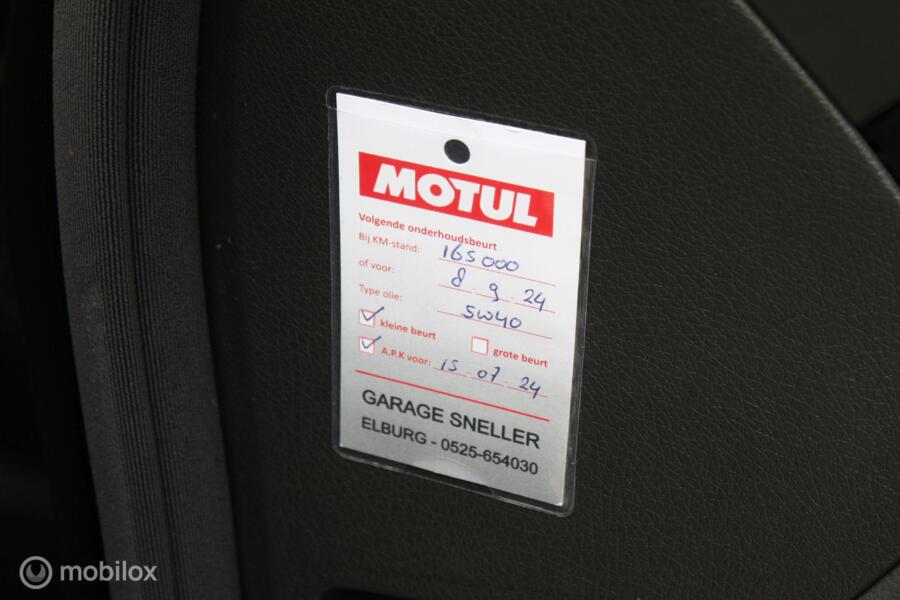 MOTUL
Volgende onderhoudsbeurt
Bij KM-stand: 165000
of voor: 8. 9. 24
Type olie: 5W40
kleine beurt grote beurt
A.P.K voor: 15. 07. 24
GARAGE SNELLER
ELBURG - 0525-654030
mobilox